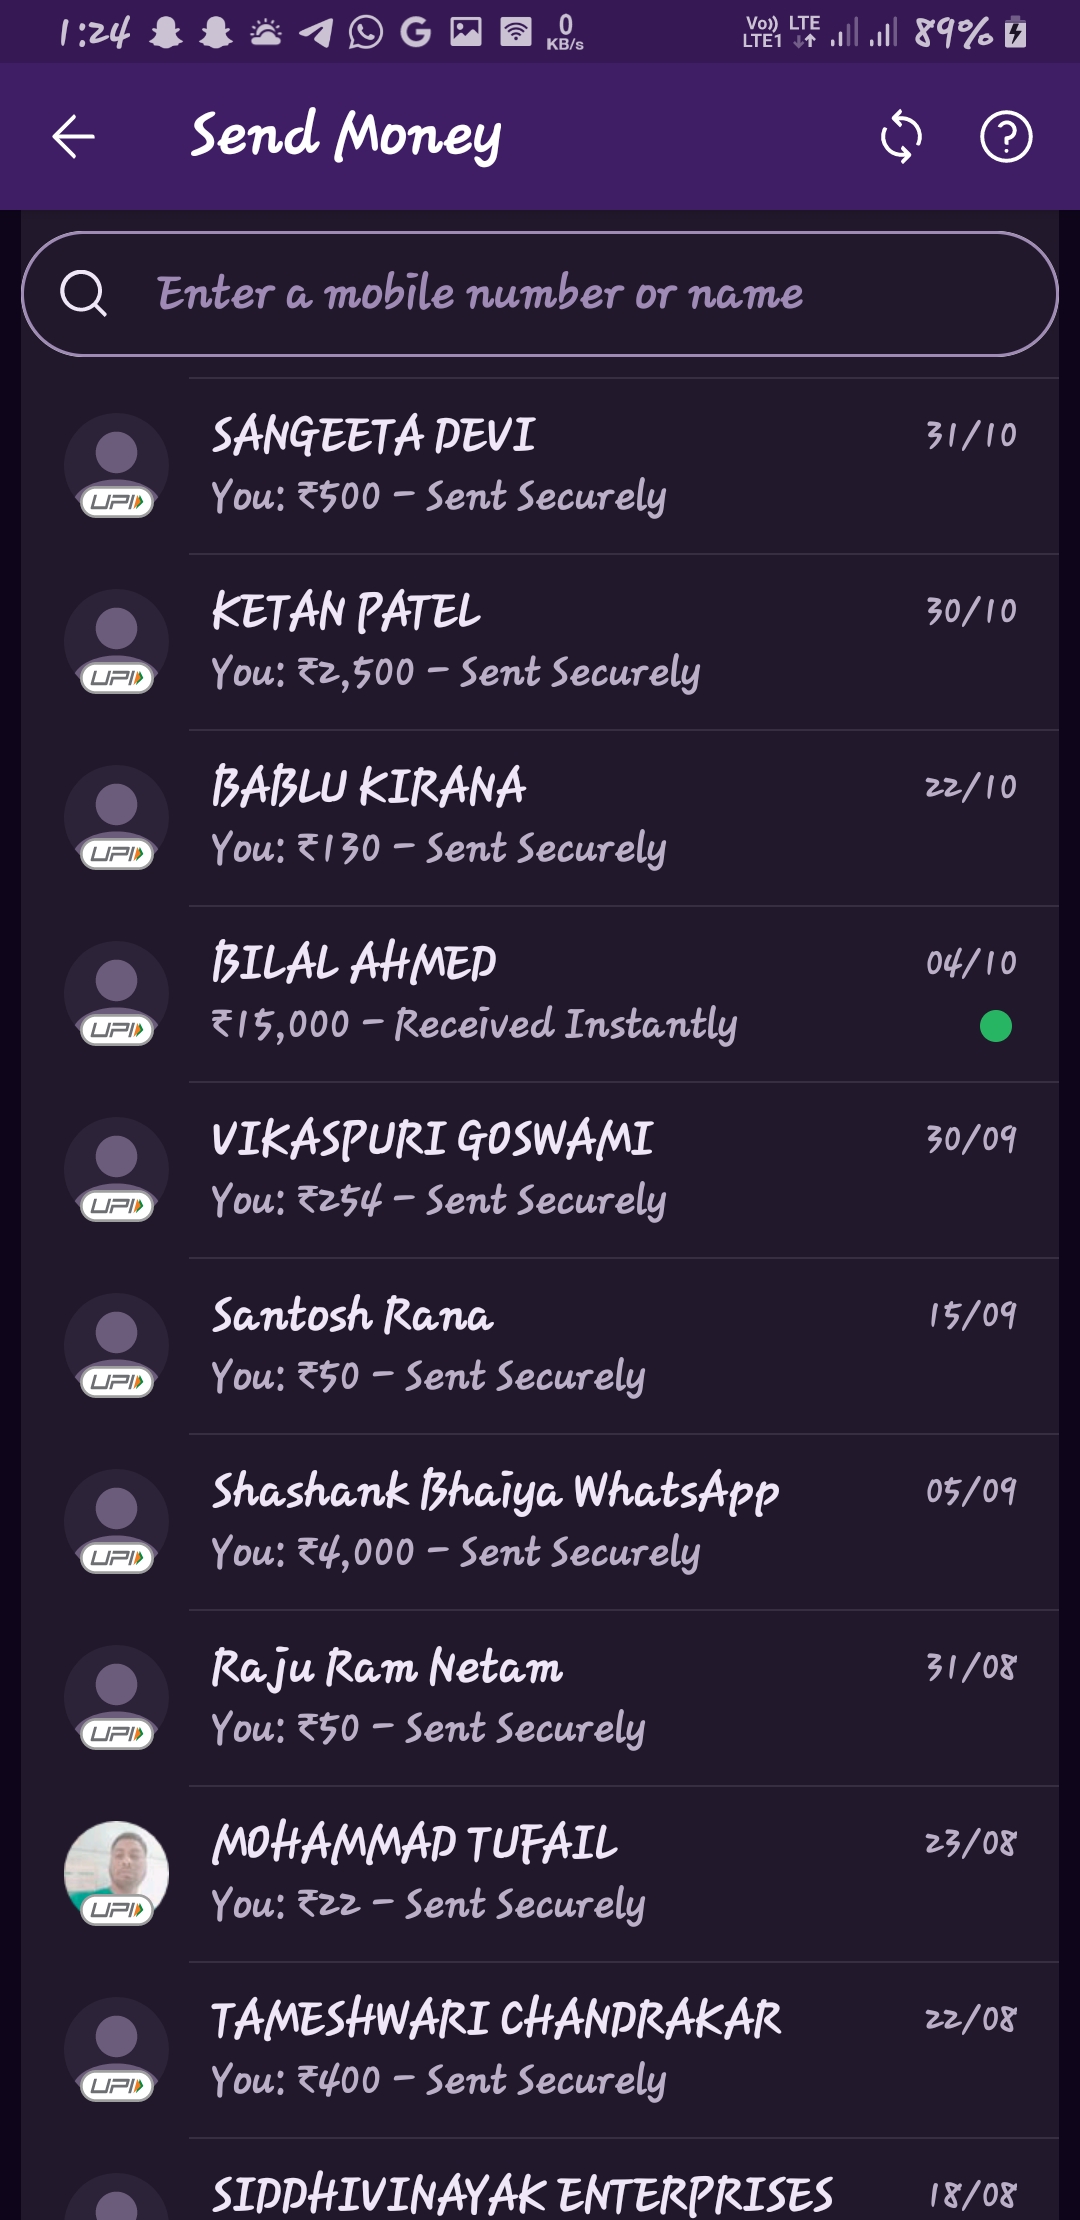 1:24 G 0 KB/s Vo)) LTE1 LTE 89%
Send Money
Enter a mobile number or name
SANGEETA DEVI 31/10
You: ₹500 - Sent Securely
UPI
KETAN PATEL 30/10
You: ₹2,500 - Sent Securely
UPI
BABLU KIRANA 22/10
You: ₹130 - Sent Securely
UPI
BILAL AHMED 04/10
₹15,000 - Received Instantly
UPI
VIKASPURI GOSWAMI 30/09
You: ₹254 - Sent Securely
UPI
Santosh Rana 15/09
You: ₹50 - Sent Securely
UPI
Shashank Bhaiya WhatsApp 05/09
You: ₹4,000 - Sent Securely
UPI
Raju Ram Netam 31/08
You: ₹50 - Sent Securely
UPI
MOHAMMAD TUFAIL 23/08
You: ₹22 - Sent Securely
UPI
TAMESHWARI CHANDRAKAR 22/08
You: ₹400 - Sent Securely
UPI
SIDDHIVINAYAK ENTERPRISES 18/08